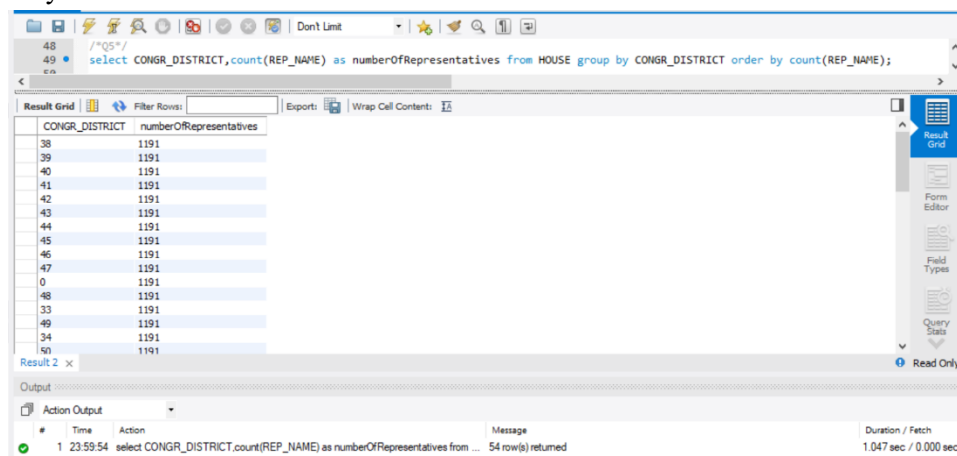 Don't Limit
48 /*Q5*/
49 select CONGR_DISTRICT,count(REP_NAME) as numberOfRepresentatives from HOUSE group by CONGR_DISTRICT order by count(REP_NAME);
Result Grid Filter Rows: Export: Wrap Cell Content:
CONGR_DISTRICT numberOfRepresentatives
38 1191
39 1191
40 1191
41 1191
42 1191
43 1191
44 1191
45 1191
46 1191
47 1191
0 1191
48 1191
33 1191
49 1191
34 1191
50 1191
Result Grid
Form Editor
Field Types
Query Stats
Result 2 Read Only
Output
Action Output
# Time Action Message Duration / Fetch
1 23:59:54 select CONGR_DISTRICT,count(REP_NAME) as numberOfRepresentatives from ... 54 row(s) returned 1.047 sec / 0.000 sec